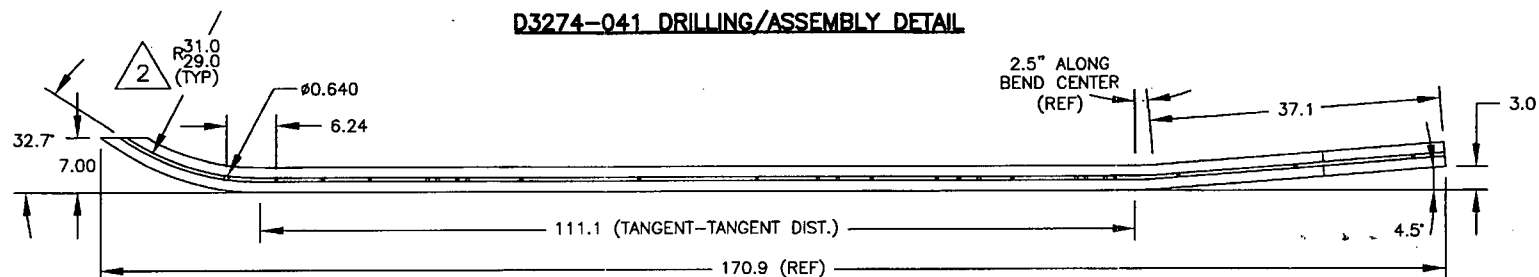 D3274-041 DRILLING/ASSEMBLY DETAIL
2
R31.0
29.0
(TYP)
ø0.640
6.24
2.5" ALONG
BEND CENTER
(REF)
37.1
3.0
32.7°
7.00
111.1 (TANGENT-TANGENT DIST.)
4.5°
170.9 (REF)